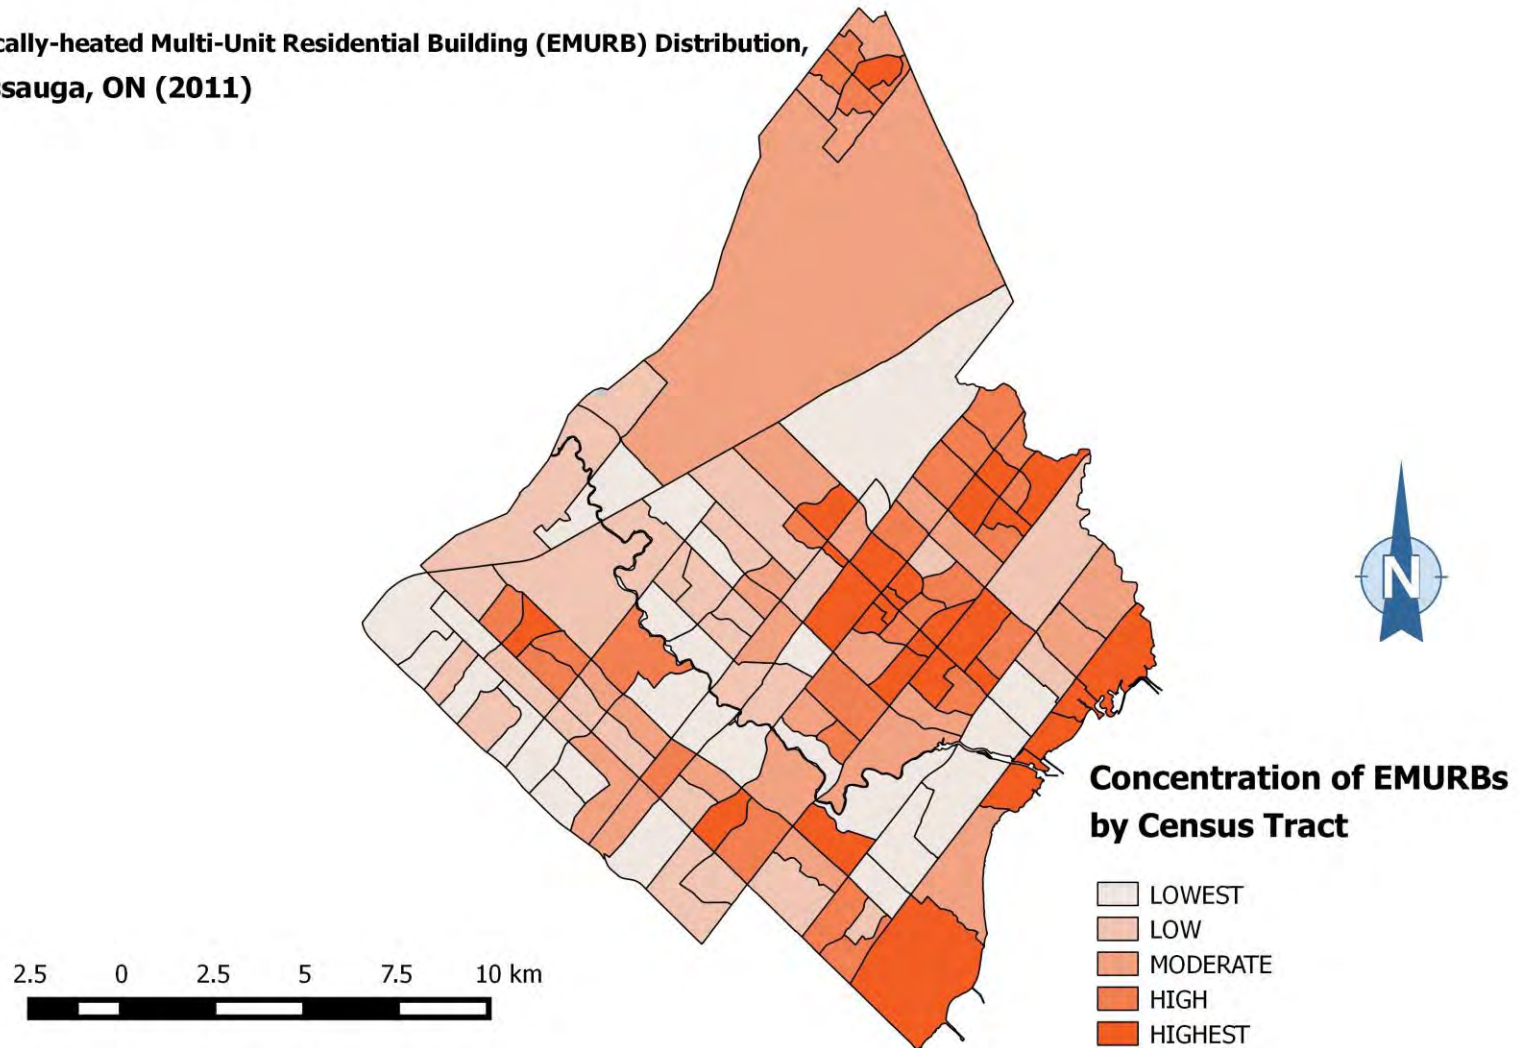 cally-heated Multi-Unit Residential Building (EMURB) Distribution,
ssauga, ON (2011)
N
Concentration of EMURBs
by Census Tract
LOWEST
LOW
MODERATE
HIGH
HIGHEST
2.5 0 2.5 5 7.5 10 km